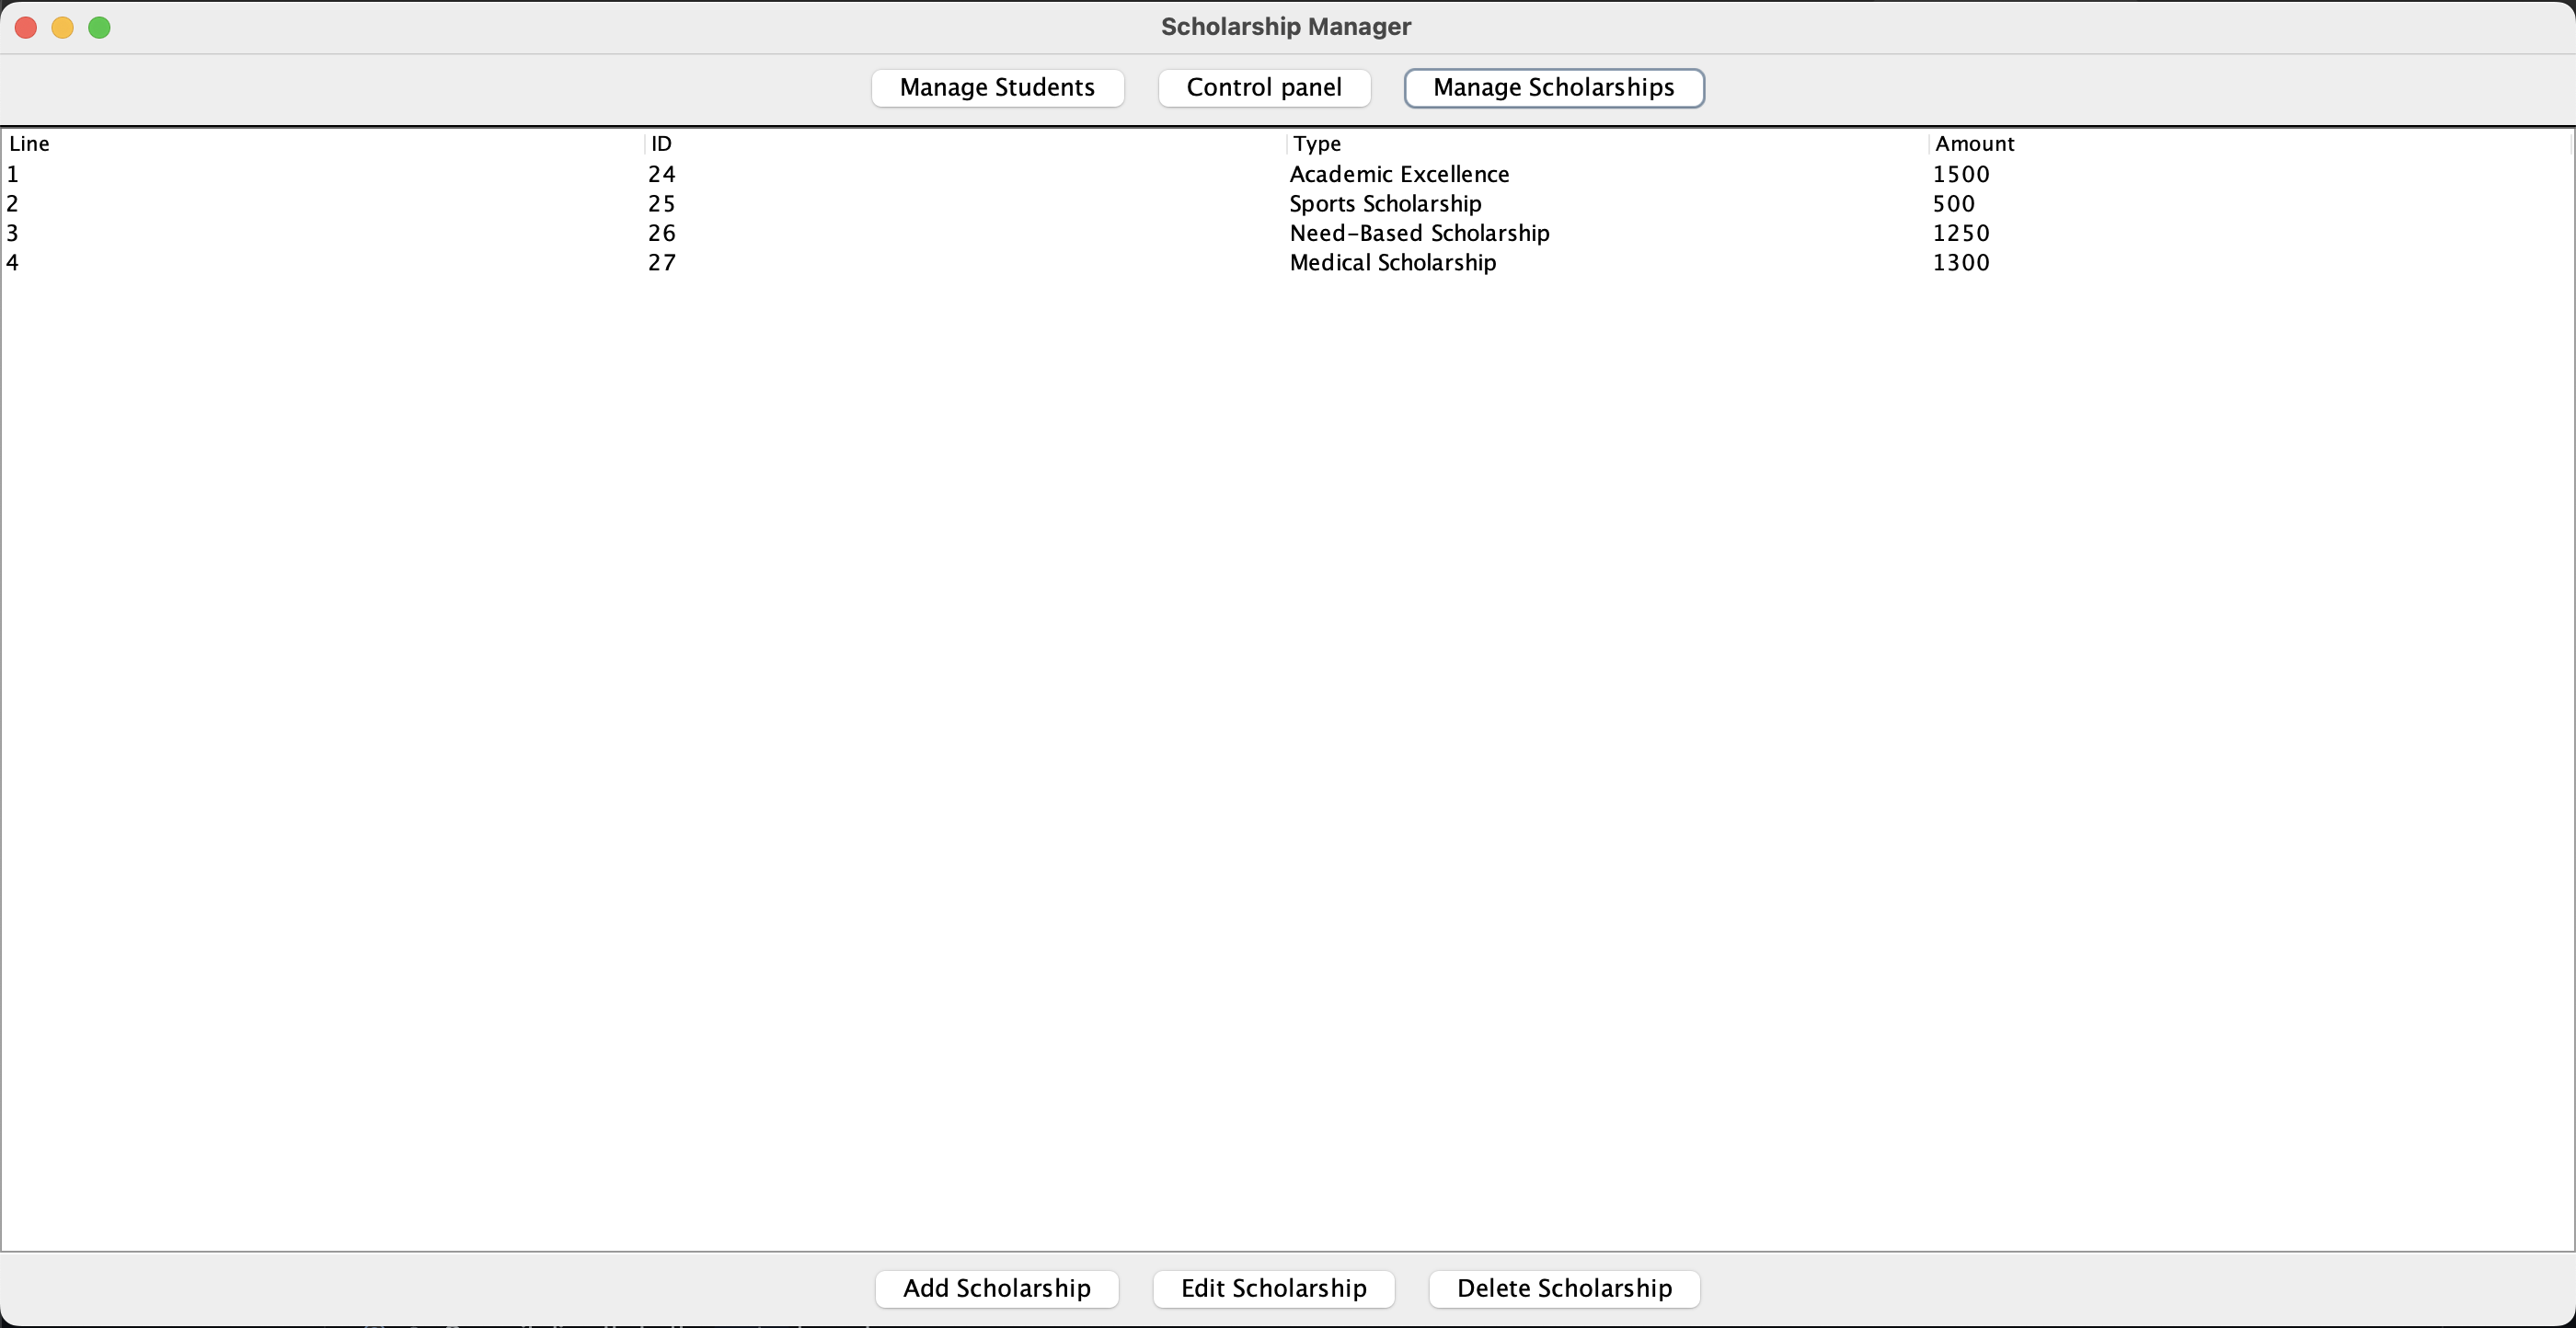 Scholarship Manager
Manage Students Control panel Manage Scholarships
Line ID Type Amount
1 24 Academic Excellence 1500
2 25 Sports Scholarship 500
3 26 Need-Based Scholarship 1250
4 27 Medical Scholarship 1300
Add Scholarship Edit Scholarship Delete Scholarship